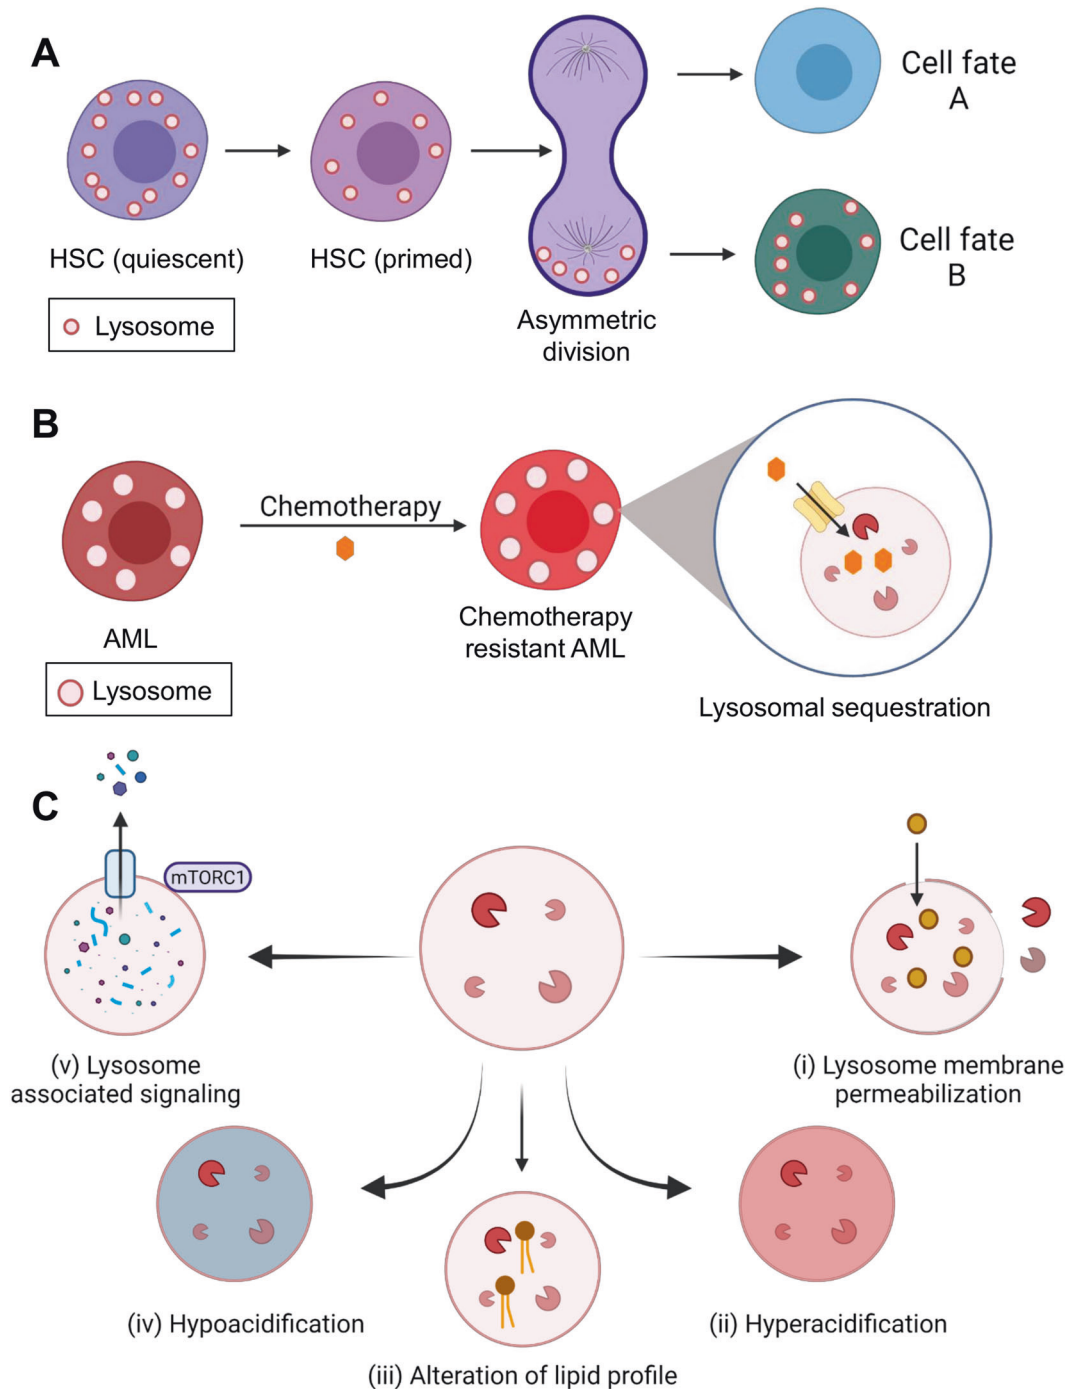 A
HSC (quiescent)
HSC (primed)
Asymmetric
division
Cell fate
A
Cell fate
B
Lysosome
B
AML
Chemotherapy
Chemotherapy
resistant AML
Lysosomal sequestration
Lysosome
C
mTORC1
(v) Lysosome
associated signaling
(i) Lysosome membrane
permeabilization
(iv) Hypoacidification
(ii) Hyperacidification
(iii) Alteration of lipid profile